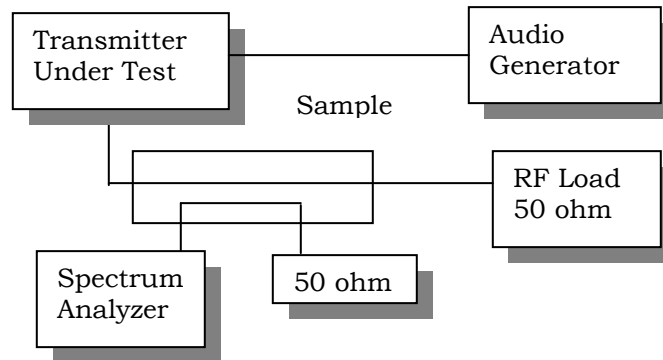 Transmitter
Under Test
Audio
Generator
Sample
RF Load
50 ohm
Spectrum
Analyzer
50 ohm